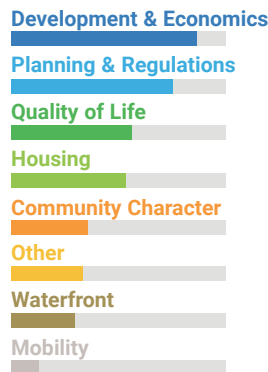 Development & Economics
Planning & Regulations
Quality of Life
Housing
Community Character
Other
Waterfront
Mobility